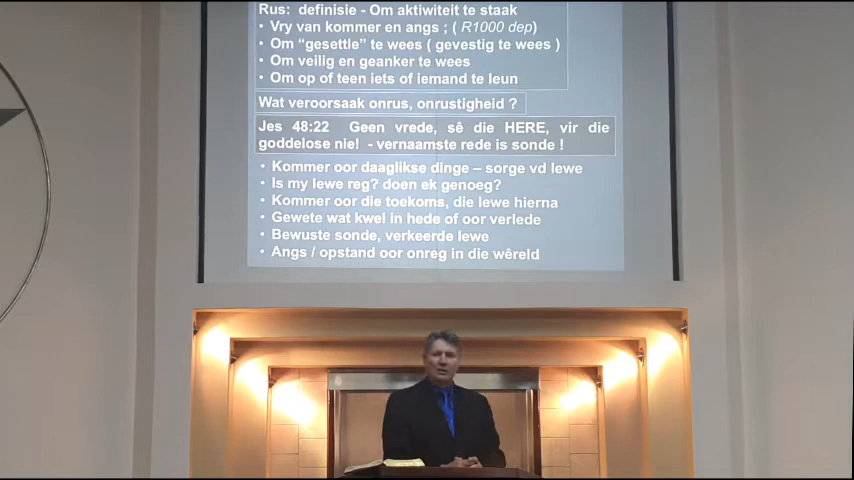 Rus: definisie - Om aktiwiteit te staak
• Vry van kommer en angs ; ( R1000 dep)
• Om “gesettle” te wees ( gevestig te wees )
• Om veilig en geanker te wees
• Om op of teen iets of iemand te leun
Wat veroorsaak onrus, onrustigheid ?
Jes 48:22 Geen vrede, sê die HERE, vir die
goddelose nie! - vernaamste rede is sonde !
• Kommer oor daaglikse dinge – sorge vd lewe
• Is my lewe reg? doen ek genoeg?
• Kommer oor die toekoms, die lewe hierna
• Gewete wat kwel in hede of oor verlede
• Bewuste sonde, verkeerde lewe
• Angs / opstand oor onreg in die wêreld